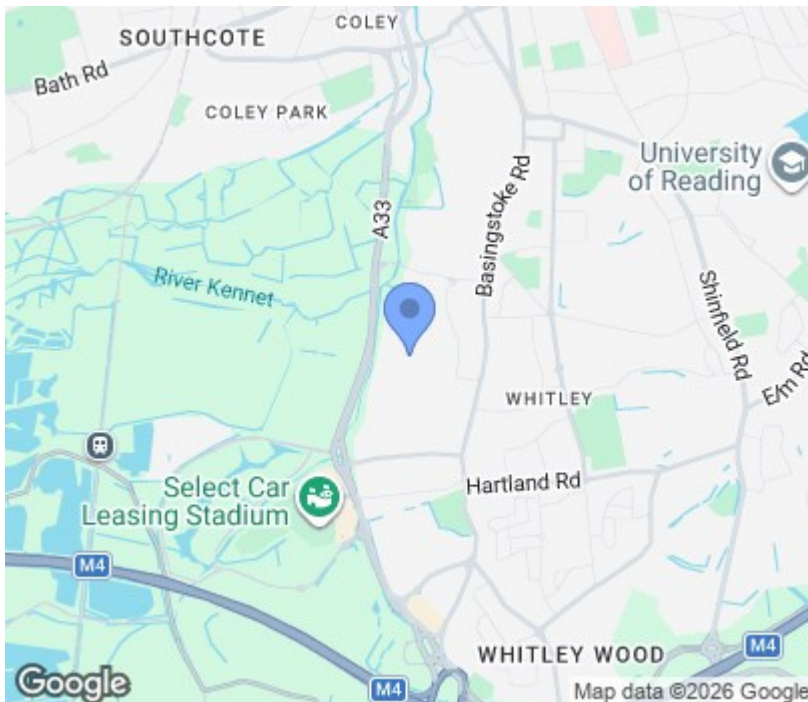 COLEY
SOUTHCOTE
Bath Rd
COLEY PARK
University
of Reading
A33
Basingstoke Rd
River Kennet
Shinfield Rd
E/m Rd
WHITLEY
Hartland Rd
Select Car
Leasing Stadium
M4
WHITLEY WOOD
M4
M4
Google
Map data ©2026 Google